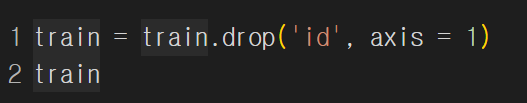 1 train = train.drop('id', axis = 1)
2 train